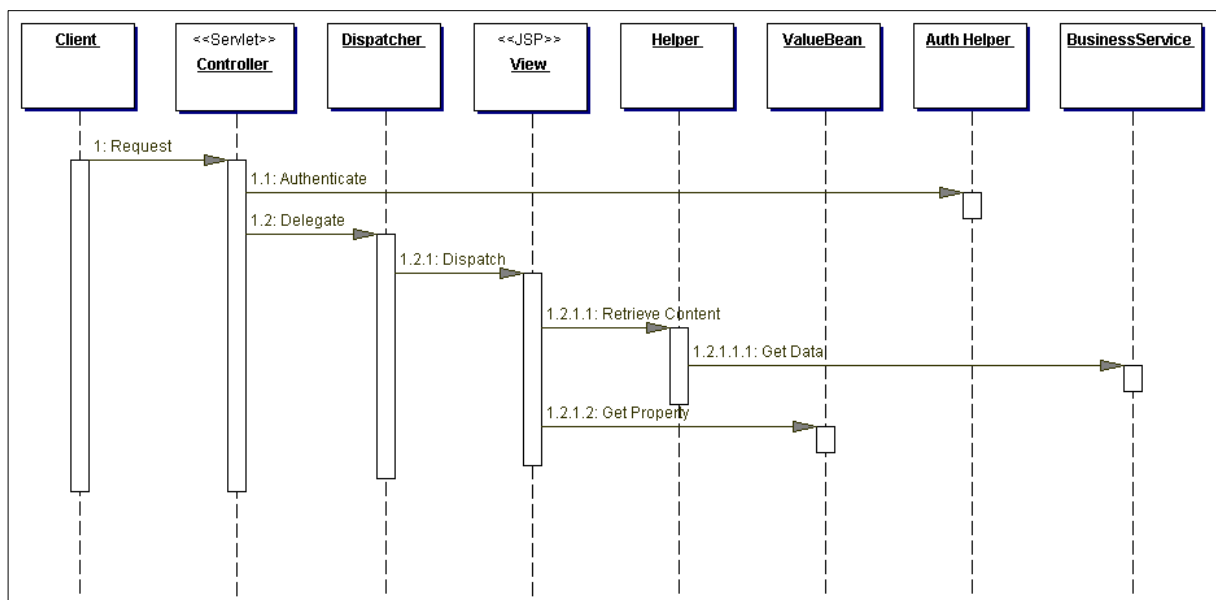 Client
<<Servlet>>
Controller
Dispatcher
<<JSP>>
View
Helper
ValueBean
Auth Helper
BusinessService
1: Request
1.1: Authenticate
1.2: Delegate
1.2.1: Dispatch
1.2.1.1: Retrieve Content
1.2.1.1.1: Get Data
1.2.1.2: Get Property